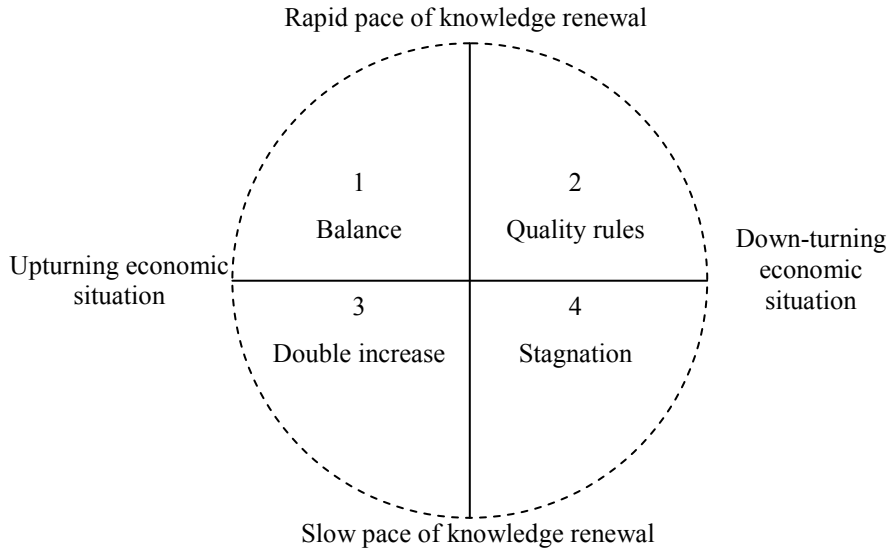 Rapid pace of knowledge renewal
1
2
Balance
Quality rules
Upturning economic
situation
Down-turning
economic
situation
3
4
Double increase
Stagnation
Slow pace of knowledge renewal